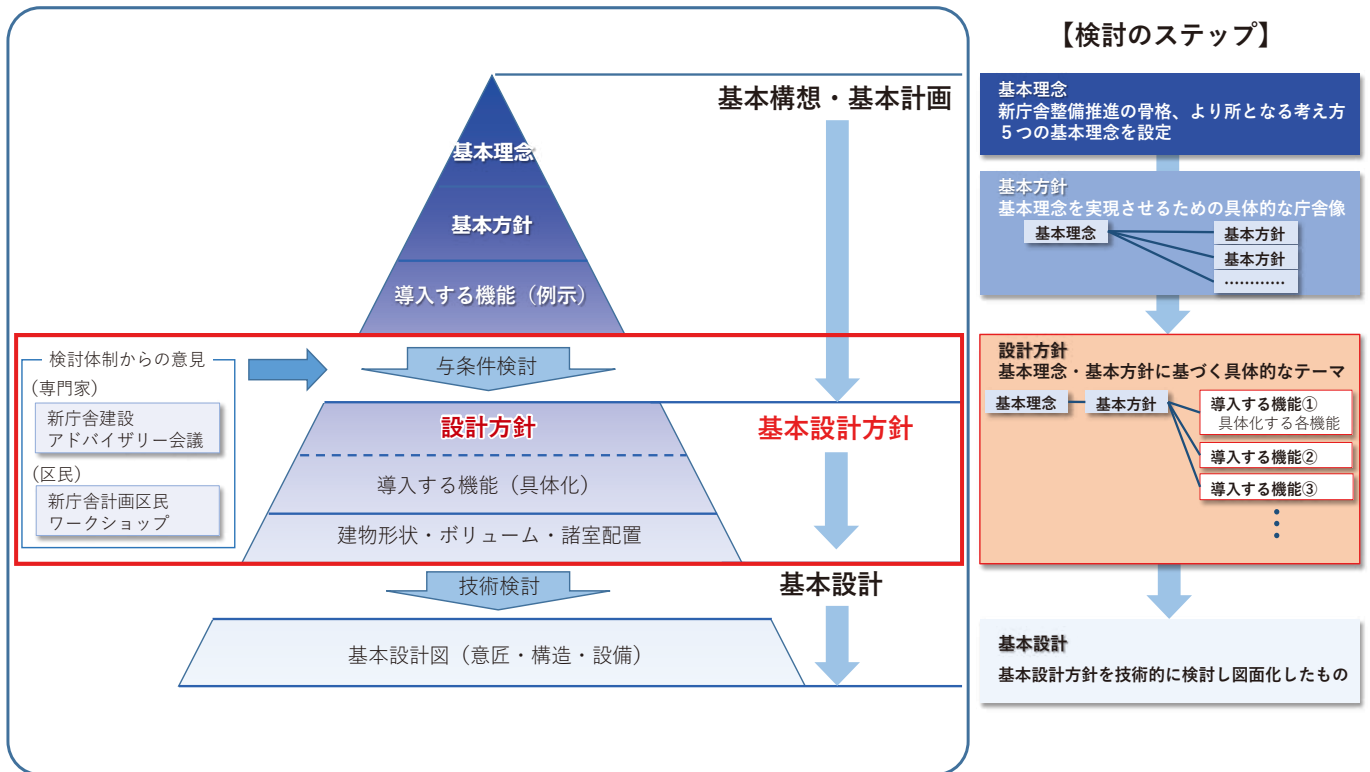 基本構想・基本計画
基本理念
基本方針
導入する機能（例示）
検討体制からの意見
(専門家)
新庁舎建設
アドバイザリー会議
(区民)
新庁舎計画区民
ワークショップ
与条件検討
設計方針
基本設計方針
導入する機能（具体化）
建物形状・ボリューム・諸室配置
技術検討
基本設計
基本設計図（意匠・構造・設備）
【検討のステップ】
基本理念
新庁舎整備推進の骨格、より所となる考え方
５つの基本理念を設定
基本方針
基本理念を実現させるための具体的な庁舎像
基本理念
基本方針
基本方針
…………
設計方針
基本理念・基本方針に基づく具体的なテーマ
基本理念
基本方針
導入する機能①
具体化する各機能
導入する機能②
導入する機能③
基本設計
基本設計方針を技術的に検討し図面化したもの